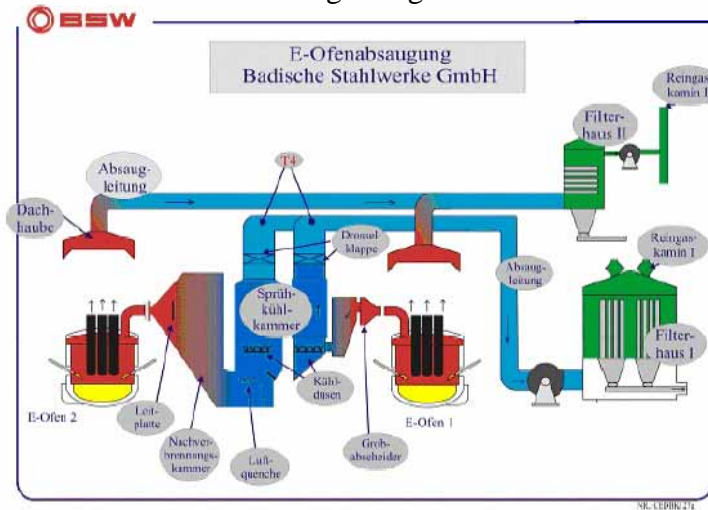 BSW
E-Ofenabsaugung
Badische Stahlwerke GmbH
Reingas
kamin I
Filter-
haus II
T4
Absaug-
leitung
Dach-
haube
Drossel-
klappe
Absaug-
leitung
Reingas-
kamin I
Sprüh-
kühl-
kammer
Filter-
haus I
E-Ofen 2
Leit-
platte
Kühl-
düsen
E-Ofen 1
Nachver-
brennungs-
kammer
Luft-
quenche
Grob-
abscheider